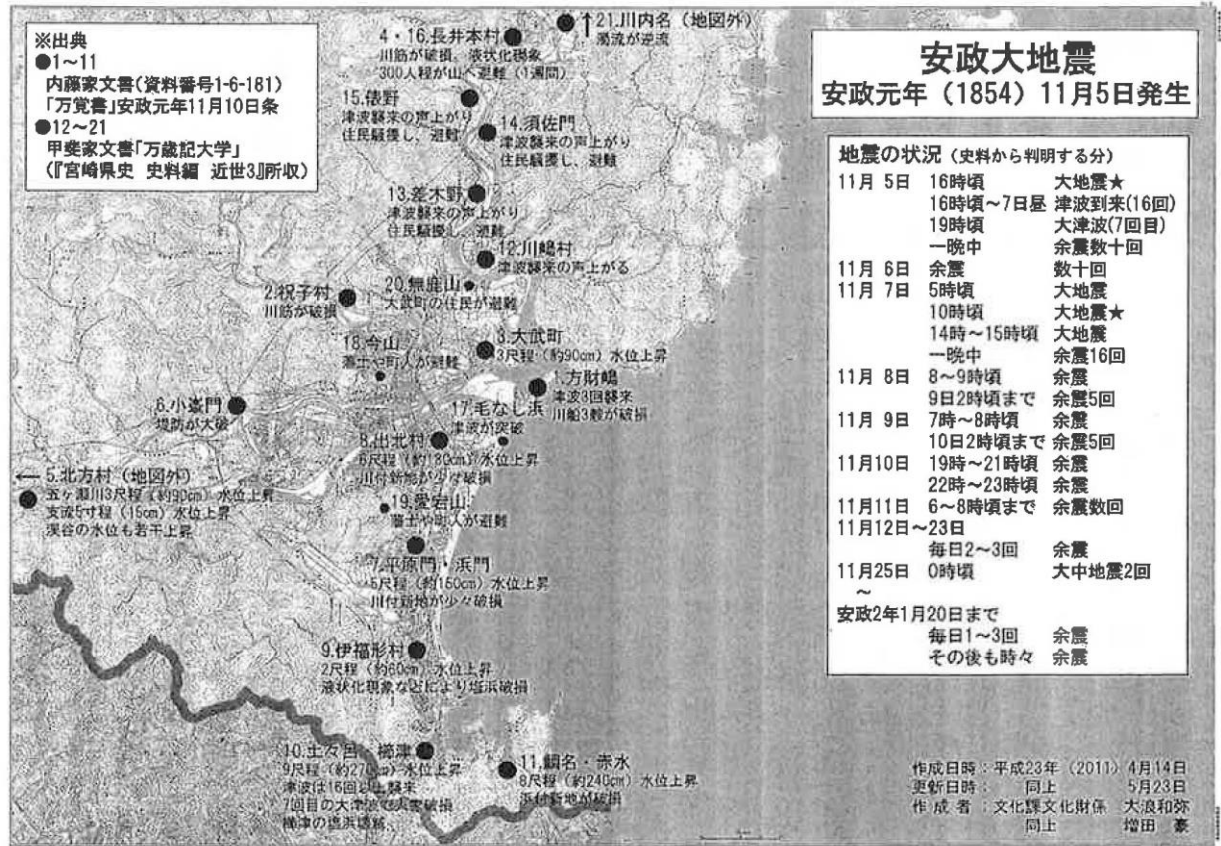 ※出典
●1～11
内藤家文書(資料番号1-6-181)
「万覚書」安政元年11月10日条
●12～21
甲斐家文書「万歳記大学」
(『宮崎県史 史料編 近世3』所収)
安政大地震
安政元年（1854）11月5日発生
地震の状況（史料から判明する分）
11月 5日 16時頃 大地震★
16時頃～7日昼 津波到来(16回)
19時頃 大津波(7回目)
一晩中 余震数十回
11月 6日 余震 数十回
11月 7日 5時頃 大地震
10時頃 大地震★
14時～15時頃 大地震
一晩中 余震16回
11月 8日 8～9時頃 余震
9日2時頃まで 余震5回
11月 9日 7時～8時頃 余震
10日2時頃まで 余震5回
11月10日 19時～21時頃 余震
22時～23時頃 余震
11月11日 6～8時頃まで 余震数回
11月12日～23日
毎日2～3回 余震
11月25日 0時頃 大中地震2回
～
安政2年1月20日まで
毎日1～3回 余震
その後も時々 余震
↑21.川内名（地図外）
濁流が逆流
4・16.長井本村
川筋が破損、液状化現象
300人程が山へ避難（1週間）
15.俵野
津波襲来の声上がり
住民騒擾し、避難
14.須佐門
津波襲来の声上がり
住民騒擾し、避難
13.差木野
津波襲来の声上がり
住民騒擾し、避難
12.川嶋村
津波襲来の声上がる
20.無鹿山
大武町の住民が避難
2.祝子村
川筋が破損
3.大武町
3尺程（約90cm）水位上昇
18.今山
藩士や町人が避難
1.方財嶋
津波3回襲来
川船3艘が破損
17.毛なし浜
津波が突破
6.小峯門
堤防が大破
8.出北村
6尺程（約180cm）水位上昇
川付新地が少々破損
←5.北方村（地図外）
五ヶ瀬川3尺程（約90cm）水位上昇
支流5寸程（15cm）水位上昇
渓谷の水位も若干上昇
19.愛宕山
藩士や町人が避難
7.平原門・浜門
5尺程（約150cm）水位上昇
川付新地が少々破損
9.伊福形村
2尺程（約60cm）水位上昇
液状化現象などにより塩浜破損
10.土々呂・櫛津
9尺程（約270cm）水位上昇
津波は16回以上襲来
7回目の大津波で人家破損
櫛津の塩浜壊滅
11.鯛名・赤水
8尺程（約240cm）水位上昇
浜付新地が破損
作成日時：平成23年（2011）4月14日
更新日時： 同上 5月23日
作 成 者：文化課文化財係 大浪和弥
同上 増田 豪